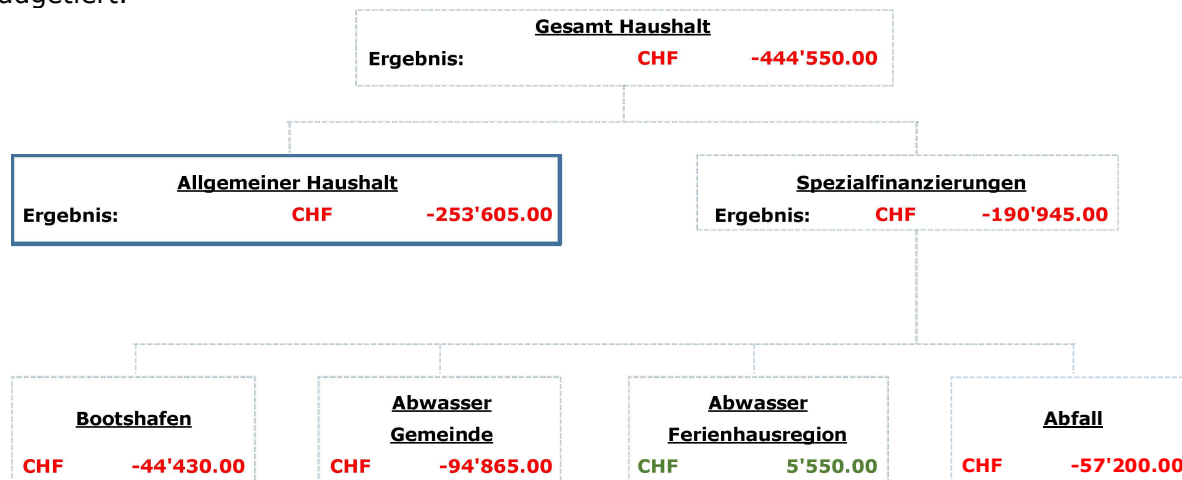 Gesamt Haushalt
Ergebnis: CHF -444'550.00
Allgemeiner Haushalt
Ergebnis: CHF -253'605.00
Spezialfinanzierungen
Ergebnis: CHF -190'945.00
Bootshafen
CHF -44'430.00
Abwasser
Gemeinde
CHF -94'865.00
Abwasser
Ferienhausregion
CHF 5'550.00
Abfall
CHF -57'200.00